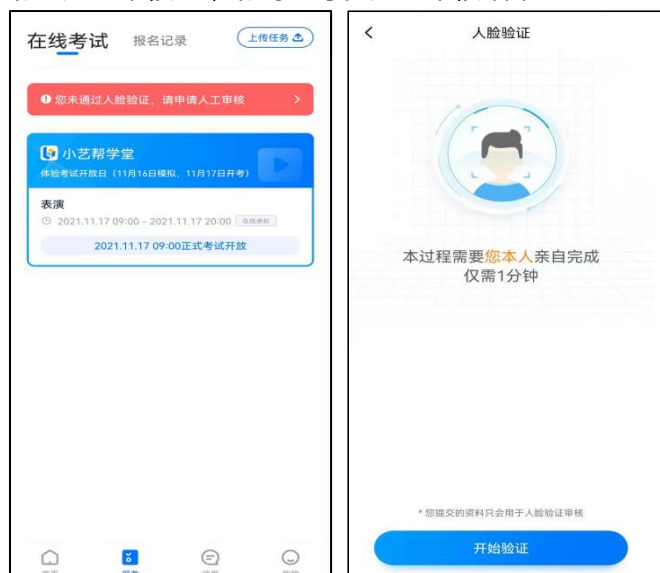 在线考试
报名记录
上传任务
您未通过人脸验证，请申请人工审核
小艺帮学堂
体验考试开放日（11月16日模拟，11月17日开考）
表演
2021.11.17 09:00 - 2021.11.17 20:00 在线录制
2021.11.17 09:00正式考试开放
人脸验证
本过程需要您本人亲自完成
仅需1分钟
*您提交的资料只会用于人脸验证审核
开始验证